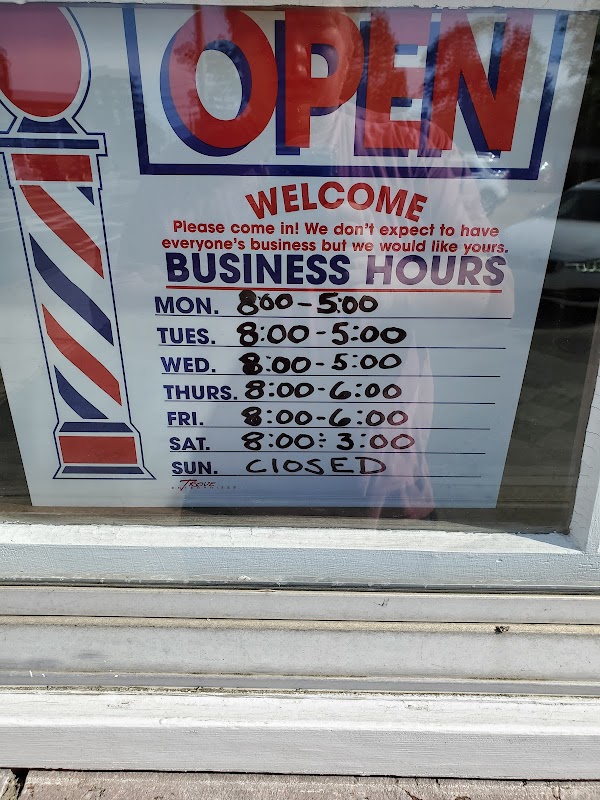 OPEN
WELCOME
Please come in! We don't expect to have
everyone's business but we would like yours.
BUSINESS HOURS
MON. 8:00-5:00
TUES. 8:00-5:00
WED. 8:00-5:00
THURS. 8:00-6:00
FRI. 8:00-6:00
SAT. 8:00-3:00
SUN. CLOSED
TROVE